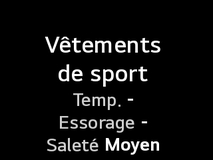 Vêtements
de sport
Temp. -
Essorage -
Saleté Moyen